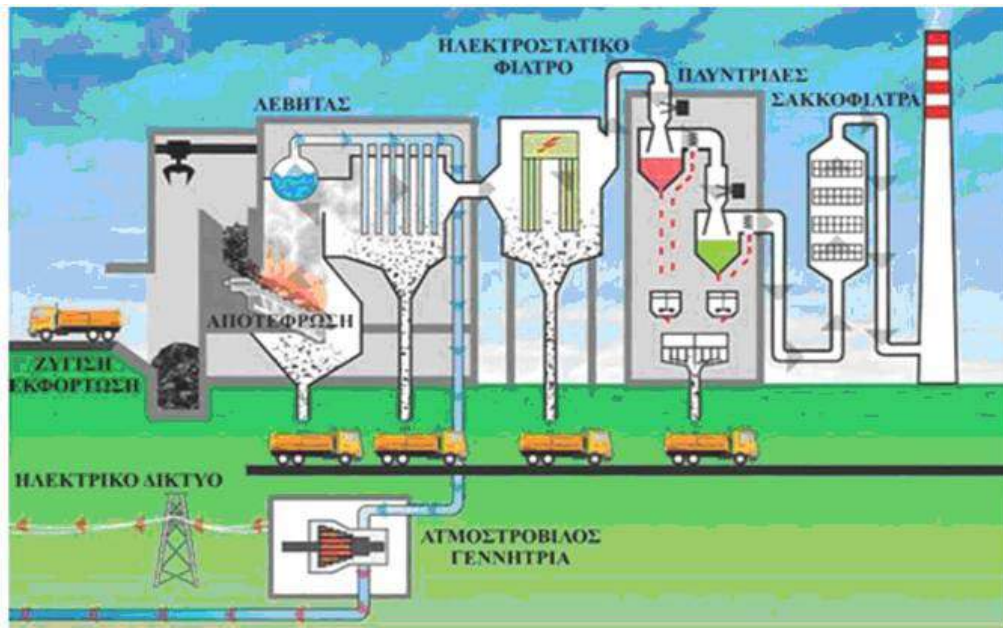 ΗΛΕΚΤΡΟΣΤΑΤΙΚΟ
ΦΙΛΤΡΟ
ΠΛΥΝΤΡΙΔΕΣ
ΣΑΚΚΟΦΙΛΤΡΑ
ΛΕΒΗΤΑΣ
ΑΠΟΤΕΦΡΩΣΗ
ΖΥΓΙΣΗ
ΕΚΦΟΡΤΩΣΗ
ΗΛΕΚΤΡΙΚΟ ΔΙΚΤΥΟ
ΑΤΜΟΣΤΡΟΒΙΛΟΣ
ΓΕΝΝΗΤΡΙΑ